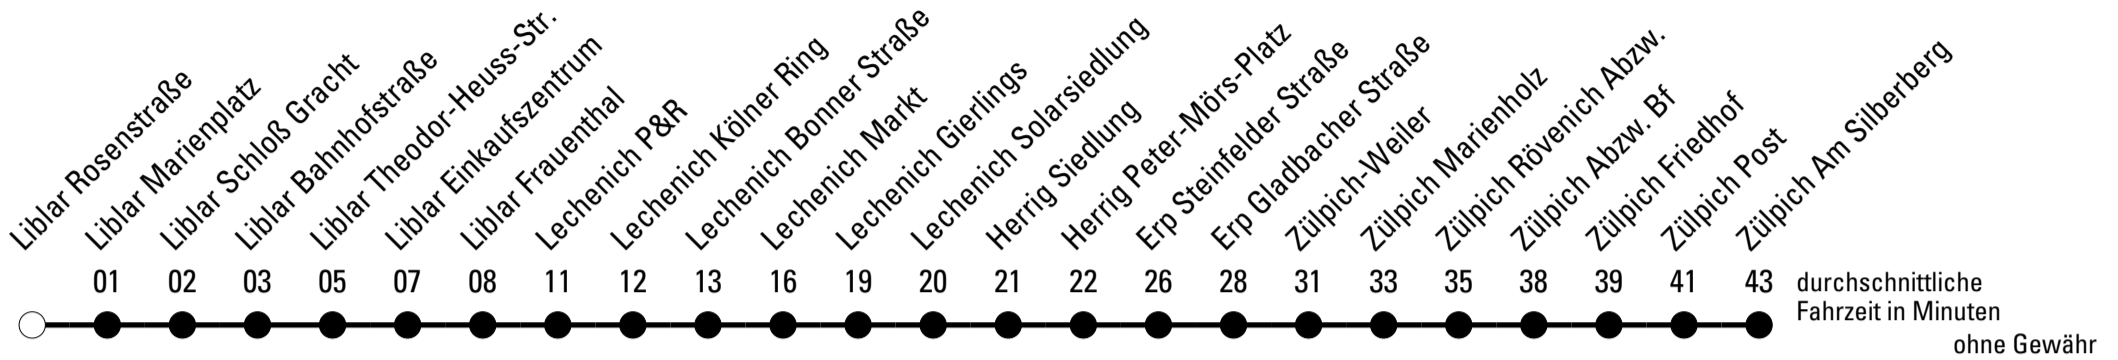 Liblar Rosenstraße
Liblar Marienplatz
Liblar Schloß Gracht
Liblar Bahnhofstraße
Liblar Theodor-Heuss-Str.
Liblar Einkaufszentrum
Liblar Frauenthal
Lechenich P&R
Lechenich Kölner Ring
Lechenich Bonner Straße
Lechenich Markt
Lechenich Gierlings
Lechenich Solarsiedlung
Herrig Siedlung
Herrig Peter-Mörs-Platz
Erp Steinfelder Straße
Erp Gladbacher Straße
Zülpich-Weiler
Zülpich Marienholz
Zülpich Rövenich Abzw.
Zülpich Abzw. Bf
Zülpich Friedhof
Zülpich Post
Zülpich Am Silberberg
01 02 03 05 07 08 11 12 13 16 19 20 21 22 26 28 31 33 35 38 39 41 43 durchschnittliche
Fahrzeit in Minuten
ohne Gewähr